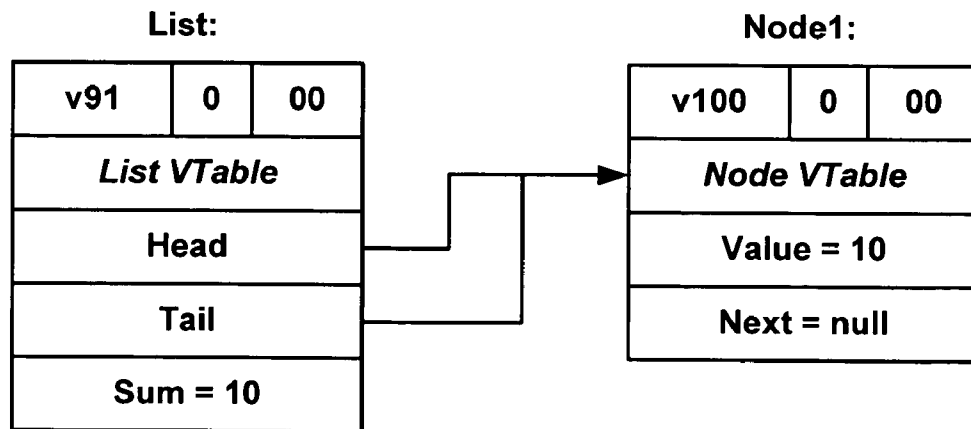 List:
v91 0 00
List VTable
Head
Tail
Sum = 10
Node1:
v100 0 00
Node VTable
Value = 10
Next = null